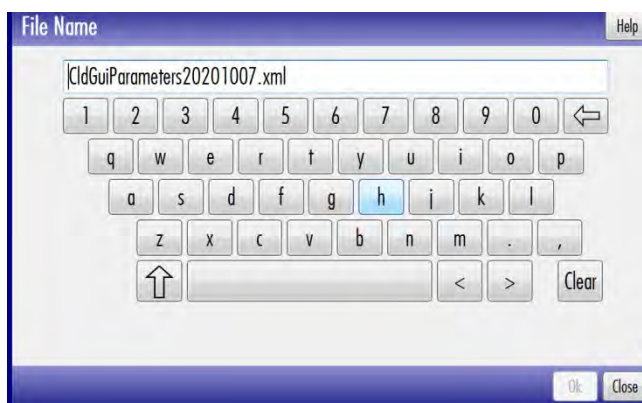 File Name Help
CldGuiParameters20201007.xml
1 2 3 4 5 6 7 8 9 0
q w e r t y u i o p
a s d f g h j k l
z x c v b n m . ,
< > Clear
Ok Close